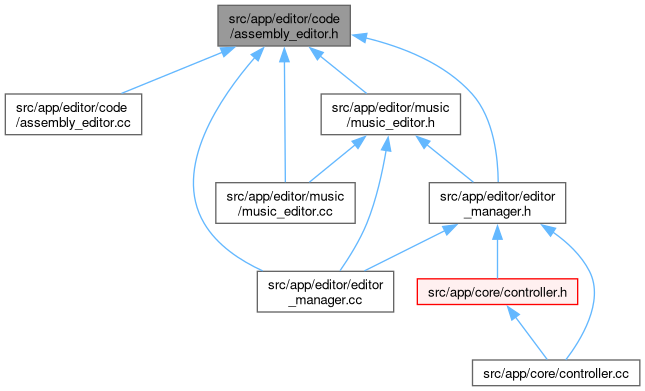 src/app/editor/code
/assembly_editor.h
src/app/editor/code
/assembly_editor.cc
src/app/editor/music
/music_editor.h
src/app/editor/music
/music_editor.cc
src/app/editor/editor
_manager.h
src/app/editor/editor
_manager.cc
src/app/core/controller.h
src/app/core/controller.cc